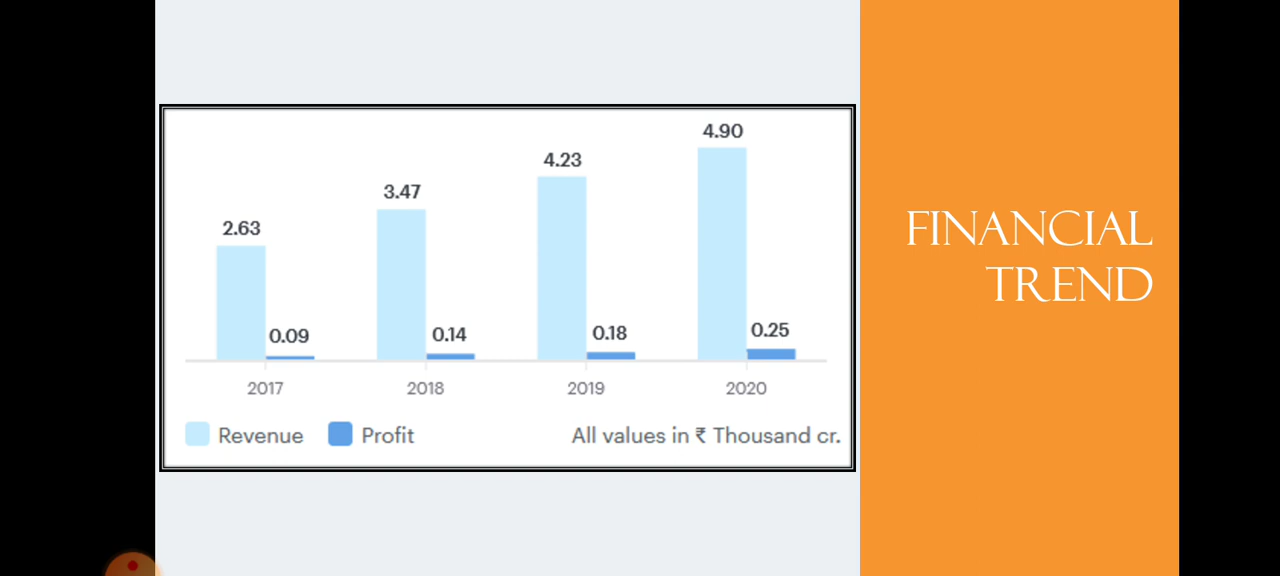 4.90
4.23
3.47
2.63
0.09
0.14
0.18
0.25
2017
2018
2019
2020
Revenue
Profit
All values in ₹ Thousand cr.
FINANCIAL
TREND